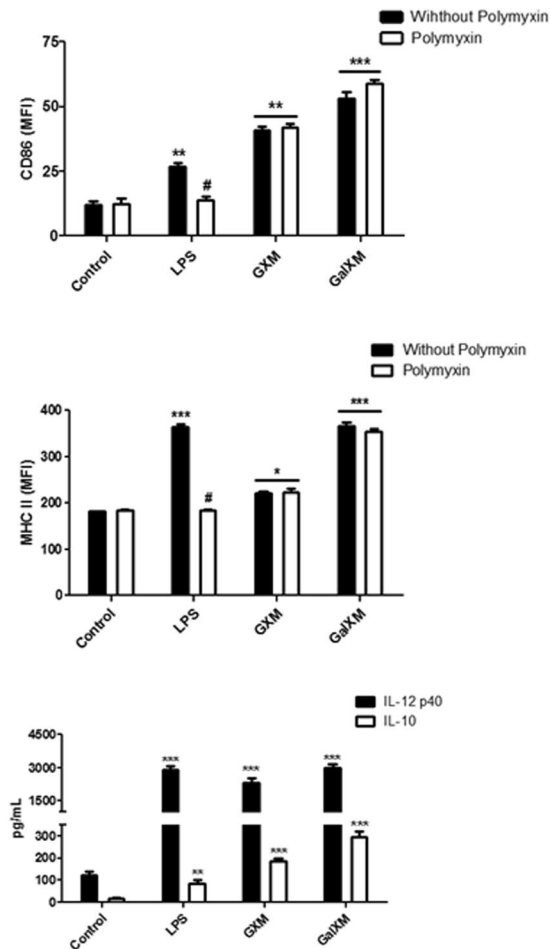 Wihthout Polymyxin
Polymyxin
CD86 (MFI)
75
50
25
0
**
#
**
***
Control
LPS
GXM
GalXM
Without Polymyxin
Polymyxin
MHC II (MFI)
400
300
200
100
0
***
#
*
***
Control
LPS
GXM
GalXM
IL-12 p40
IL-10
pg/mL
4500
3000
1500
300
200
100
0
***
**
***
***
***
***
Control
LPS
GXM
GalXM